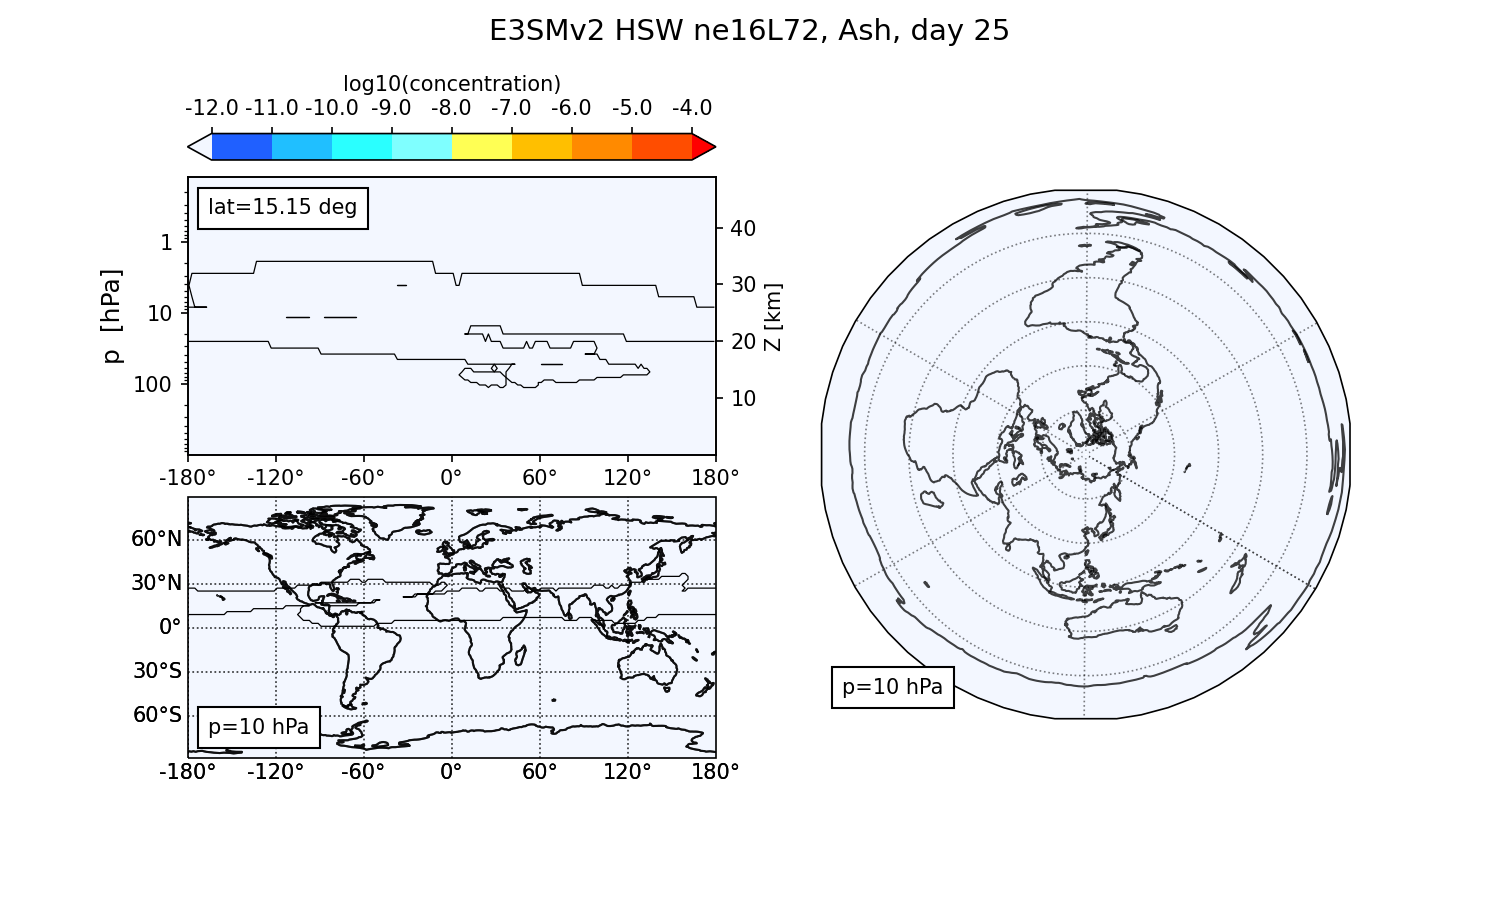 E3SMv2 HSW ne16L72, Ash, day 25
log10(concentration)
-12.0 -11.0 -10.0 -9.0 -8.0 -7.0 -6.0 -5.0 -4.0
lat=15.15 deg
p [hPa]
1
10
100
40
30
20
10
Z [km]
-180° -120° -60° 0° 60° 120° 180°
60°N
30°N
0°
30°S
60°S
p=10 hPa
-180° -120° -60° 0° 60° 120° 180°
p=10 hPa